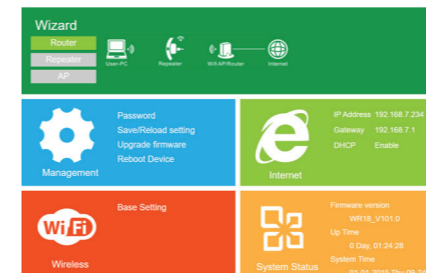 Wizard
Router
Repeater
AP
User-PC
Repeater
Wifi AP/Router
Internet
Management
Password
Save/Reload setting
Upgrade firmware
Reboot Device
Internet
IP Address 192.168.7.234
Gateway 192.168.7.1
DHCP Enable
WiFi
Wireless
Base Setting
System Status
Firmware version
WR18_V101.0
Up Time
0 Day, 01:24:28
System Time